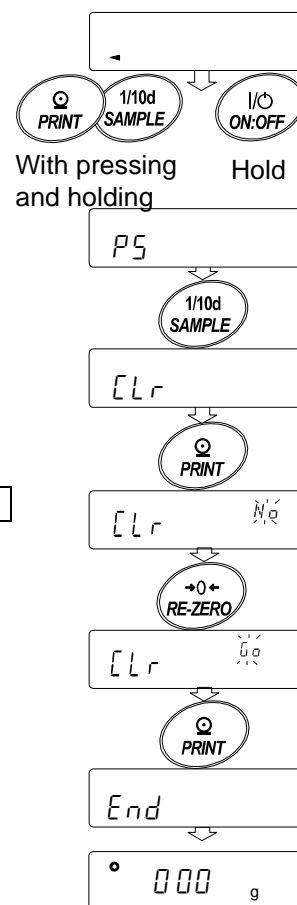 PRINT
1/10d
SAMPLE
I/⏻
ON:OFF
With pressing
and holding
Hold
PS
1/10d
SAMPLE
CLr
PRINT
CLr No
→0←
RE-ZERO
CLr Go
PRINT
End
000 g